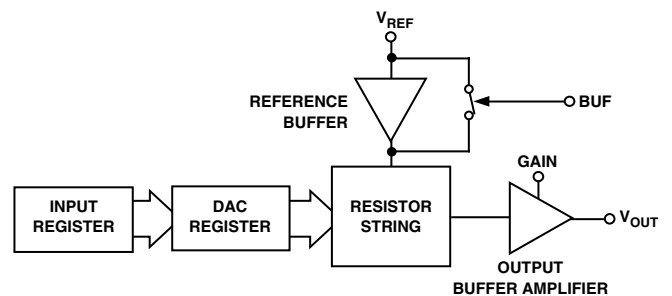 VREF
REFERENCE
BUFFER
BUF
GAIN
INPUT
REGISTER
DAC
REGISTER
RESISTOR
STRING
VOUT
OUTPUT
BUFFER AMPLIFIER